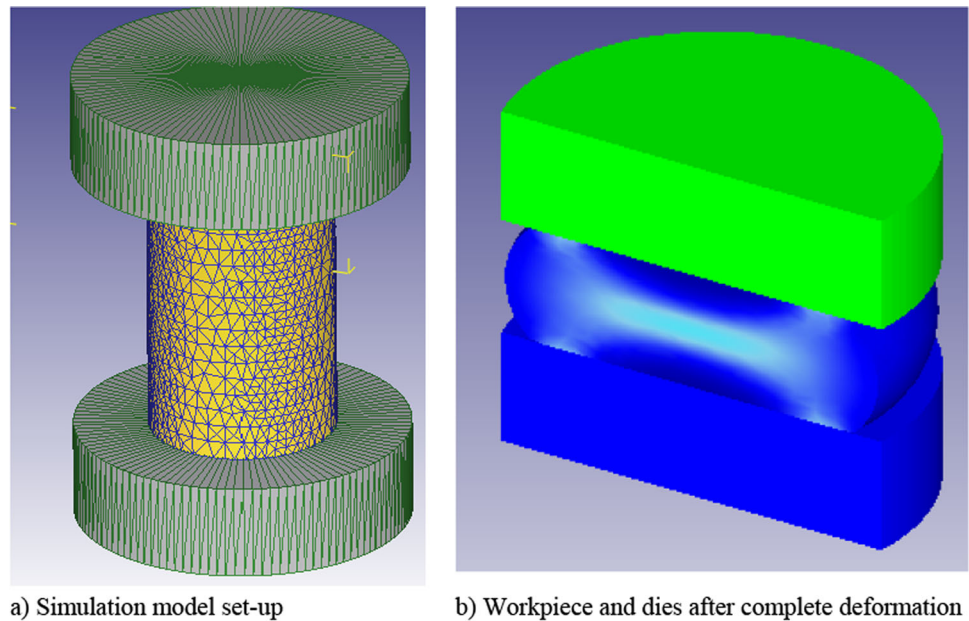 a) Simulation model set-up
b) Workpiece and dies after complete deformation